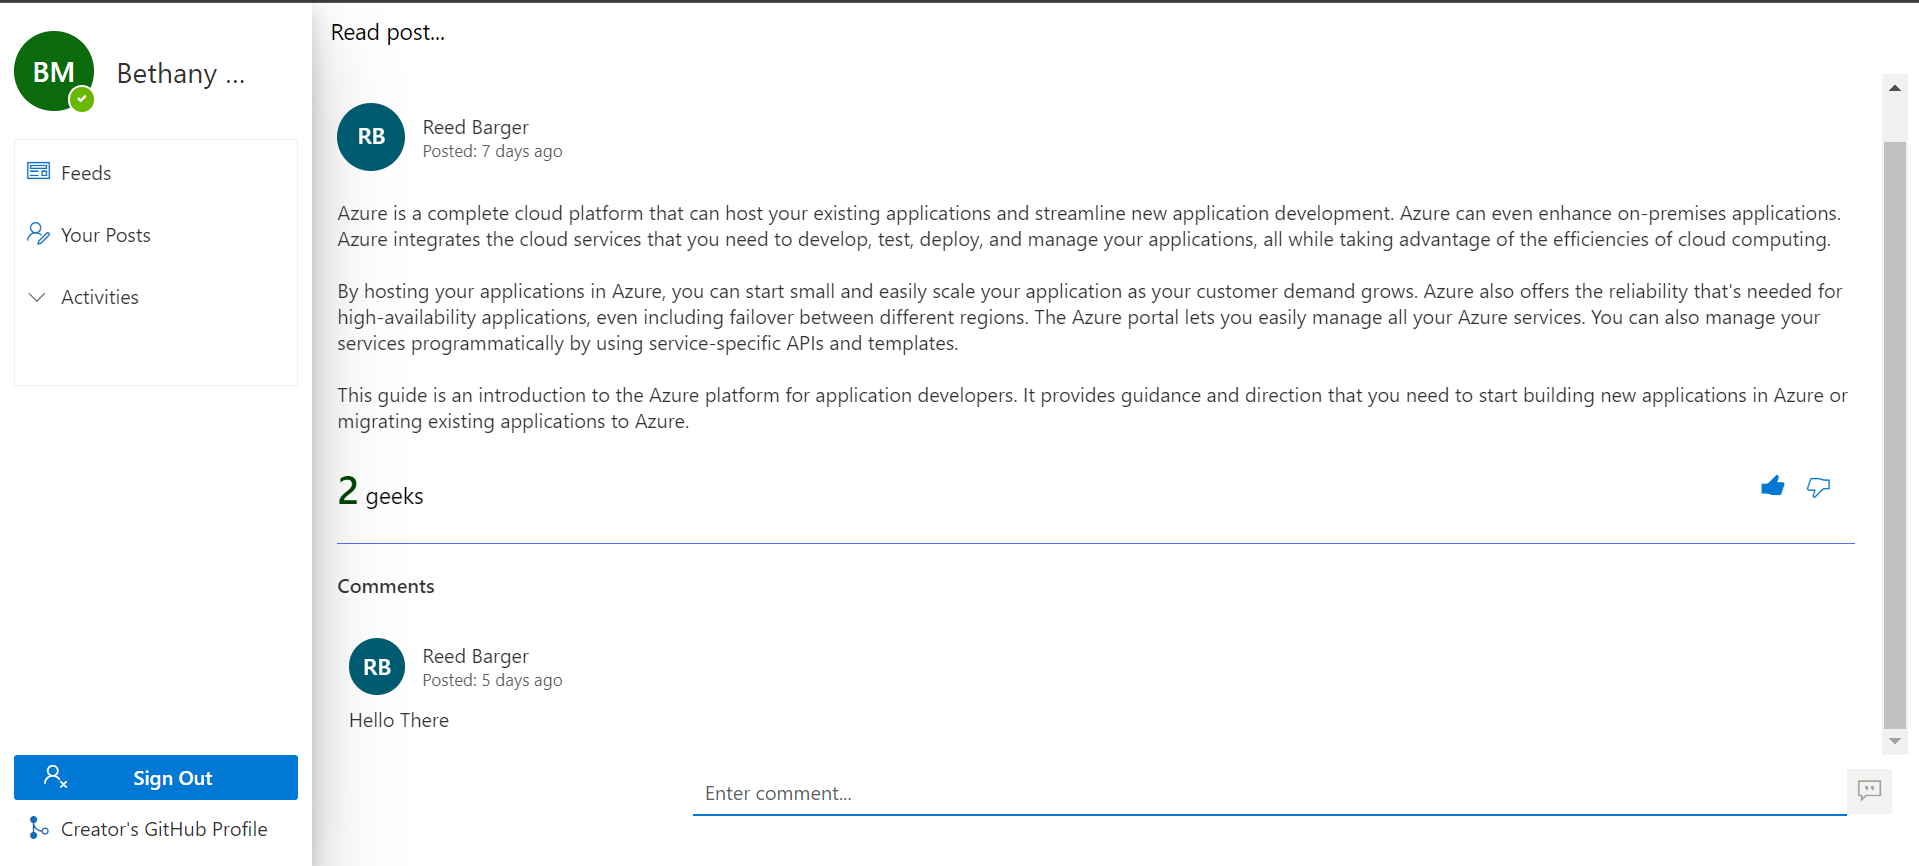 BM
Bethany ...
Feeds
Your Posts
Activities
Sign Out
Creator's GitHub Profile
Read post...
RB
Reed Barger
Posted: 7 days ago
Azure is a complete cloud platform that can host your existing applications and streamline new application development. Azure can even enhance on-premises applications.
Azure integrates the cloud services that you need to develop, test, deploy, and manage your applications, all while taking advantage of the efficiencies of cloud computing.
By hosting your applications in Azure, you can start small and easily scale your application as your customer demand grows. Azure also offers the reliability that's needed for
high-availability applications, even including failover between different regions. The Azure portal lets you easily manage all your Azure services. You can also manage your
services programmatically by using service-specific APIs and templates.
This guide is an introduction to the Azure platform for application developers. It provides guidance and direction that you need to start building new applications in Azure or
migrating existing applications to Azure.
2 geeks
Comments
RB
Reed Barger
Posted: 5 days ago
Hello There
Enter comment...